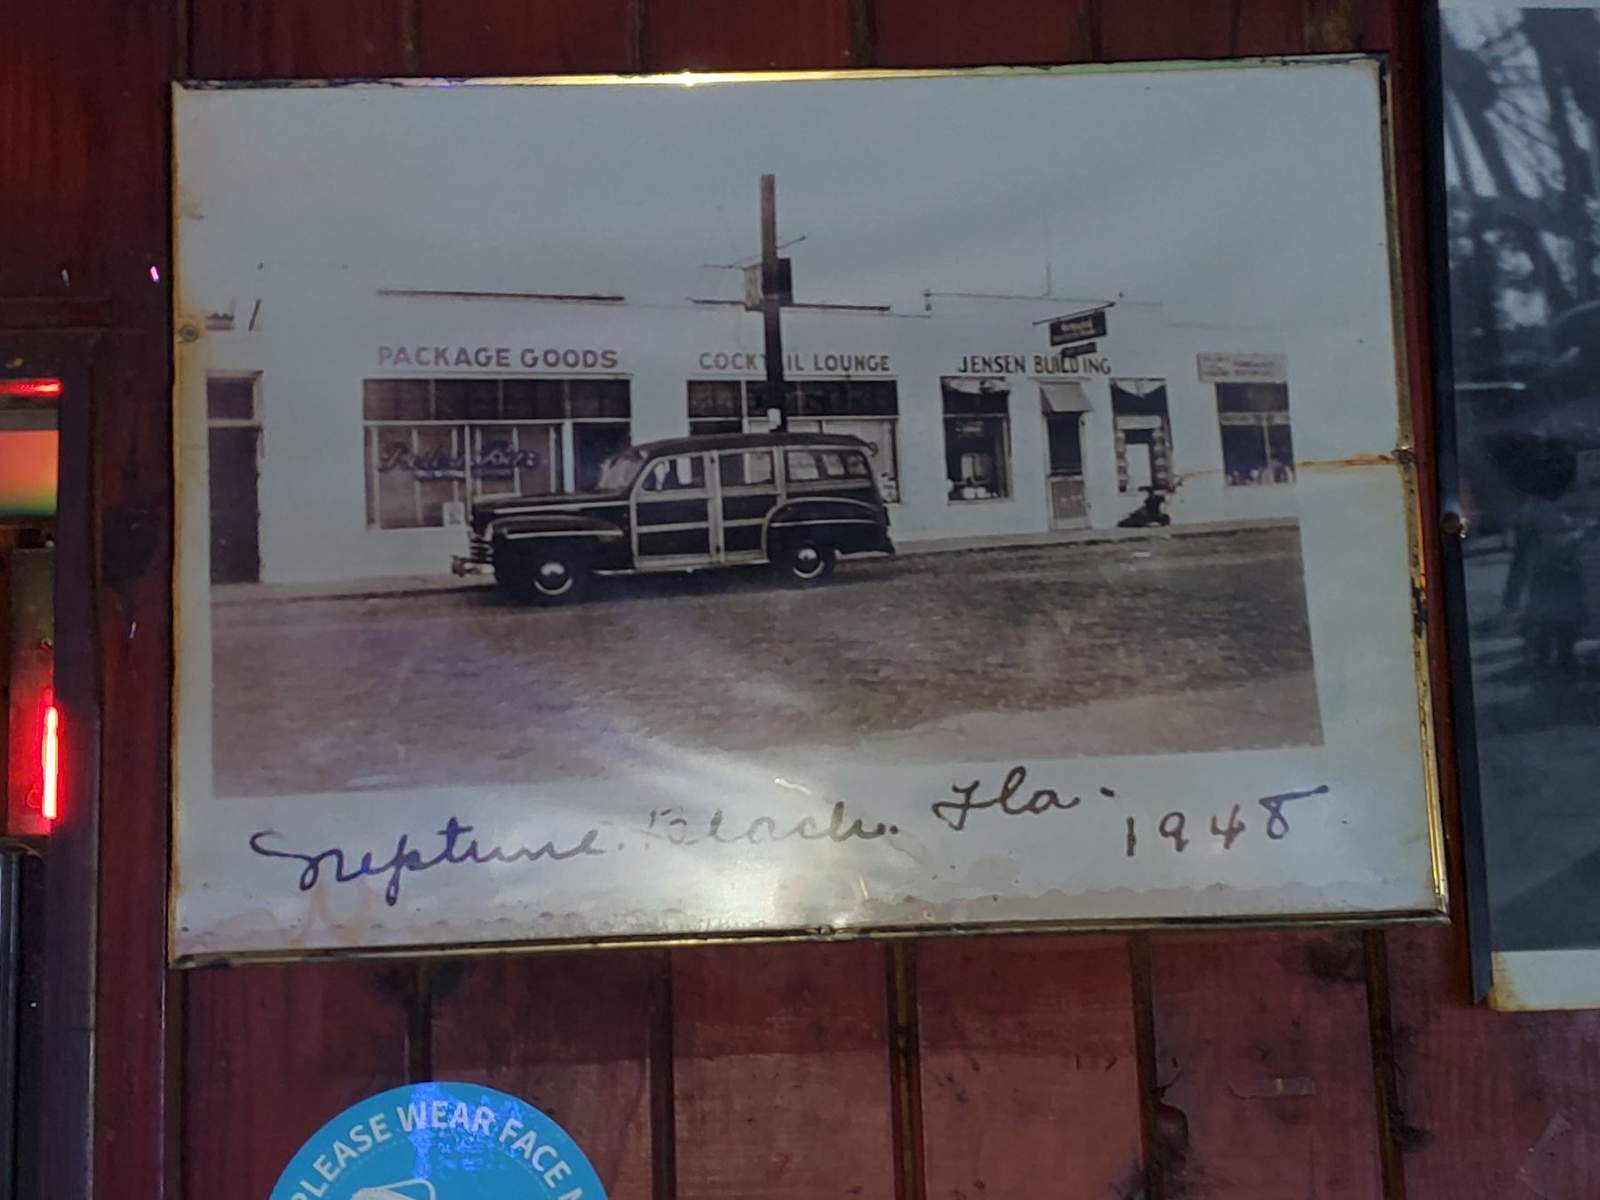 PACKAGE GOODS
COCKTAIL LOUNGE
JENSEN BUILDING
Neptune. Beach. Fla. 1948
PLEASE WEAR FACE